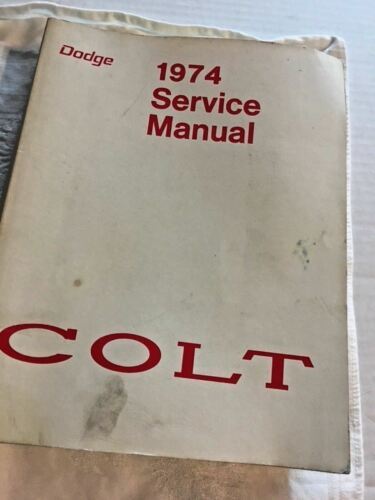 Dodge
1974
Service
Manual
COLT